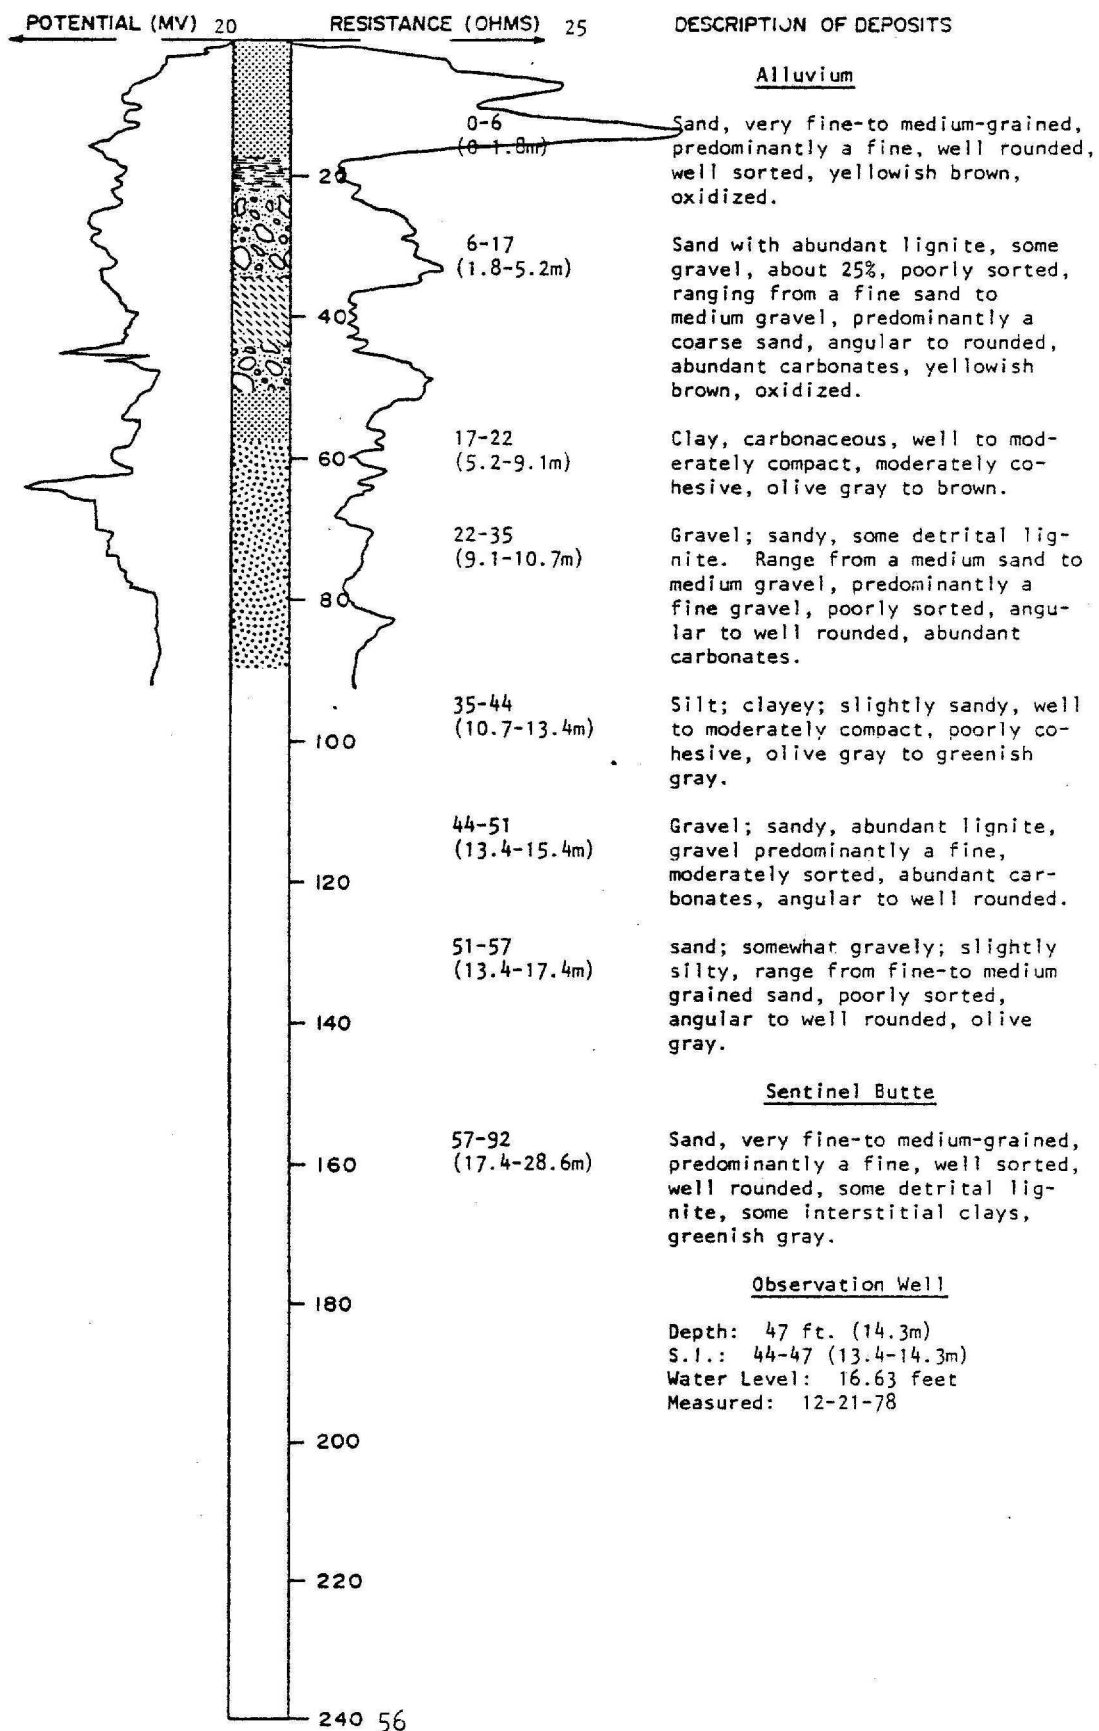 POTENTIAL (MV) 20 RESISTANCE (OHMS) 25 DESCRIPTION OF DEPOSITS
Alluvium
0-6
(0-1.8m)
Sand, very fine-to medium-grained,
predominantly a fine, well rounded,
well sorted, yellowish brown,
oxidized.
6-17
(1.8-5.2m)
Sand with abundant lignite, some
gravel, about 25%, poorly sorted,
ranging from a fine sand to
medium gravel, predominantly a
coarse sand, angular to rounded,
abundant carbonates, yellowish
brown, oxidized.
17-22
(5.2-9.1m)
Clay, carbonaceous, well to mod-
erately compact, moderately co-
hesive, olive gray to brown.
22-35
(9.1-10.7m)
Gravel; sandy, some detrital lig-
nite. Range from a medium sand to
medium gravel, predominantly a
fine gravel, poorly sorted, angu-
lar to well rounded, abundant
carbonates.
35-44
(10.7-13.4m)
Silt; clayey; slightly sandy, well
to moderately compact, poorly co-
hesive, olive gray to greenish
gray.
44-51
(13.4-15.4m)
Gravel; sandy, abundant lignite,
gravel predominantly a fine,
moderately sorted, abundant car-
bonates, angular to well rounded.
51-57
(13.4-17.4m)
sand; somewhat gravely; slightly
silty, range from fine-to medium
grained sand, poorly sorted,
angular to well rounded, olive
gray.
Sentinel Butte
57-92
(17.4-28.6m)
Sand, very fine-to medium-grained,
predominantly a fine, well sorted,
well rounded, some detrital lig-
nite, some interstitial clays,
greenish gray.
Observation Well
Depth: 47 ft. (14.3m)
S.I.: 44-47 (13.4-14.3m)
Water Level: 16.63 feet
Measured: 12-21-78
20
40
60
80
100
120
140
160
180
200
220
240
56